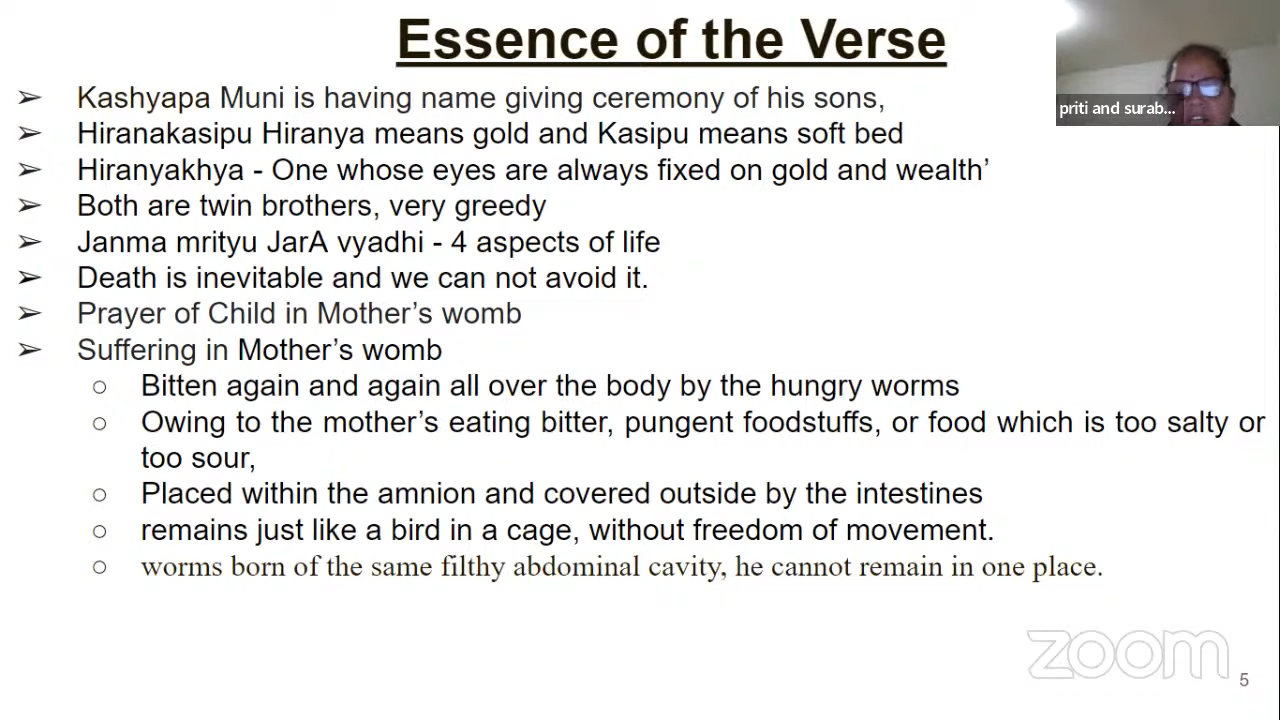 Essence of the Verse
priti and surab...
➢ Kashyapa Muni is having name giving ceremony of his sons,
➢ Hiranakasipu Hiranya means gold and Kasipu means soft bed
➢ Hiranyakhya - One whose eyes are always fixed on gold and wealth’
➢ Both are twin brothers, very greedy
➢ Janma mrityu JarA vyadhi - 4 aspects of life
➢ Death is inevitable and we can not avoid it.
➢ Prayer of Child in Mother’s womb
➢ Suffering in Mother’s womb
○ Bitten again and again all over the body by the hungry worms
○ Owing to the mother’s eating bitter, pungent foodstuffs, or food which is too salty or
too sour,
○ Placed within the amnion and covered outside by the intestines
○ remains just like a bird in a cage, without freedom of movement.
○ worms born of the same filthy abdominal cavity, he cannot remain in one place.
zoom
5